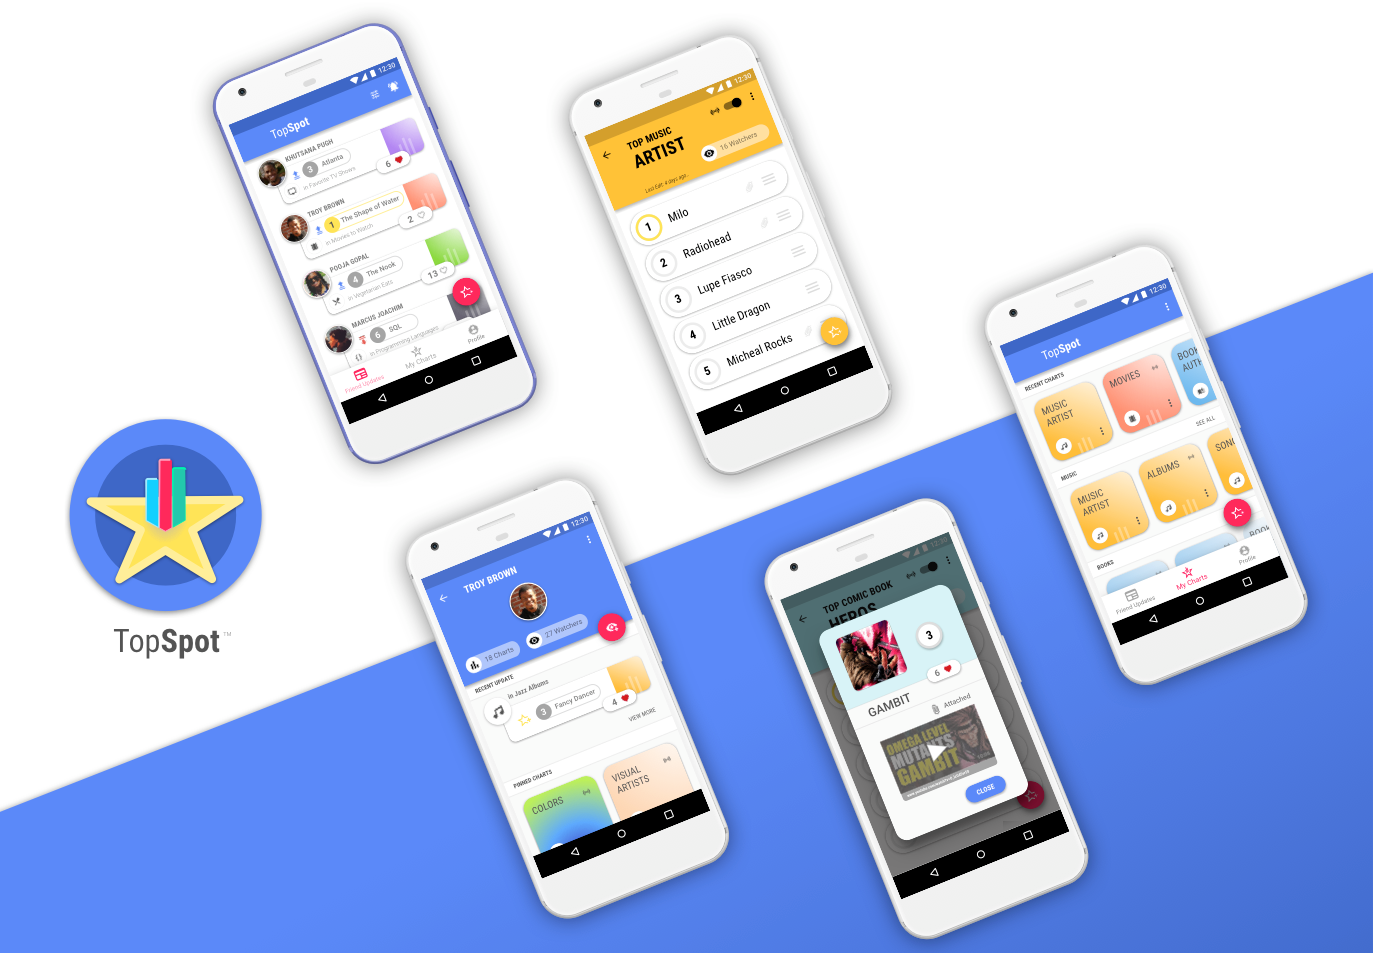 12:30
TopSpot
KHUTSANA PUGH
3 Atlanta
in Favorite TV Shows
6
TROY BROWN
1 The Shape of Water
in Movies to Watch
2
POOJA GOPAL
4 The Nook
in Vegetarian Eats
13
MARCUS JOACHIM
6 SQL
in Programming Languages
Friend Updates
My Charts
Profile
12:30
TOP MUSIC
ARTIST
16 Watchers
Last Edit: 4 days ago..
1 Milo
2 Radiohead
3 Lupe Fiasco
4 Little Dragon
5 Micheal Rocks
12:30
TopSpot
RECENT CHARTS
MUSIC
ARTIST
MOVIES
BOOK
AUTH
SEE ALL
MUSIC
MUSIC
ARTIST
ALBUMS
SONG
BOOKS
BOOK
Friend Updates
My Charts
Profile
TopSpot™
12:30
TROY BROWN
18 Charts
27 Watchers
RECENT UPDATE
in Jazz Albums
3 Fancy Dancer
4
VIEW MORE
PINNED CHARTS
COLORS
VISUAL
ARTISTS
12:30
TOP COMIC BOOK
HEROS
3
6
GAMBIT
Attached
OMEGA LEVEL
MUTANTS
GAMBIT
CLOSE